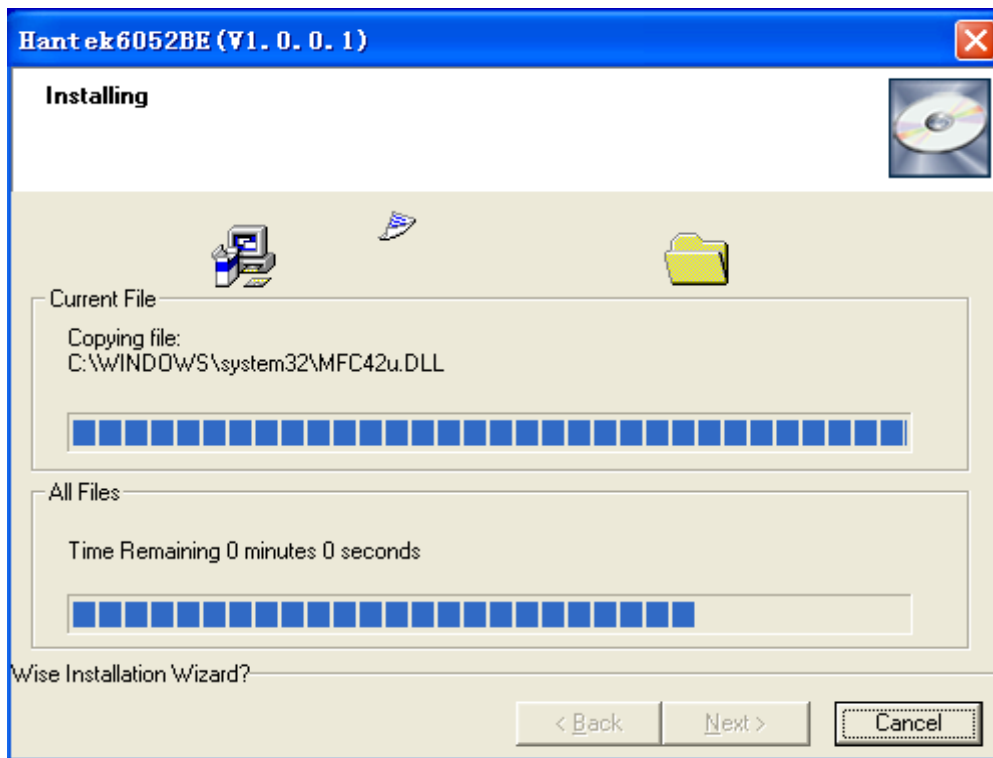 Hantek6052BE(V1.0.0.1)
Installing
Current File
Copying file:
C:\WINDOWS\system32\MFC42u.DLL
All Files
Time Remaining 0 minutes 0 seconds
Wise Installation Wizard?
< Back Next > Cancel